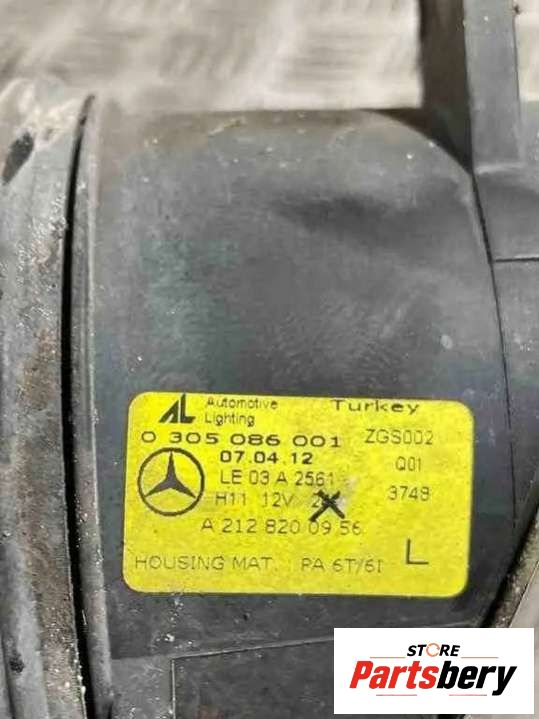 AL Automotive Lighting Turkey
0 305 086 001 ZGS002
07.04.12 Q01
LE 03 A 2561
H11 12V 3748
A 212 820 09 56
L
HOUSING MAT. PA 6T/6I
STORE
Partsbery